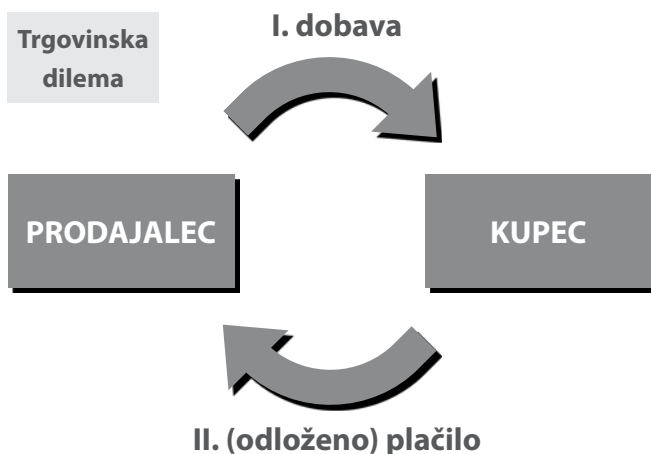 Trgovinska
dilema
I. dobava
PRODAJALEC
KUPEC
II. (odloženo) plačilo